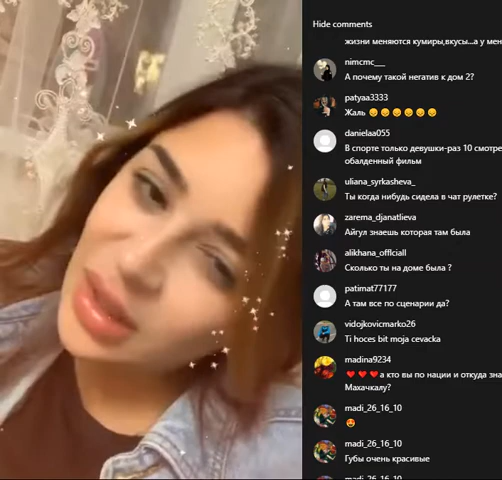 Hide comments
жизни меняются кумиры,вкусы...а у мен
nimcmc___
А почему такой негатив к дом 2?
patyaa3333
Жаль 😔😔😔😔😔😔
danielaa055
В спорте только девушки-раз 10 смотре
обалденный фильм
uliana_syrkasheva_
Ты когда нибудь сидела в чат рулетке?
zarema_djanatlieva
Айгул знаешь которая там была
alikhana_offlciall
Сколько ты на доме была ?
patimat77177
А там все по сценарии да?
vidojkovicmarko26
Ti hoces bit moja cevacka
madina9234
❤️❤️❤️а кто вы по нации и откуда зна
Махачкалу?
madi_26_16_10
😍
madi_26_16_10
Губы очень красивые
madi_26_16_10